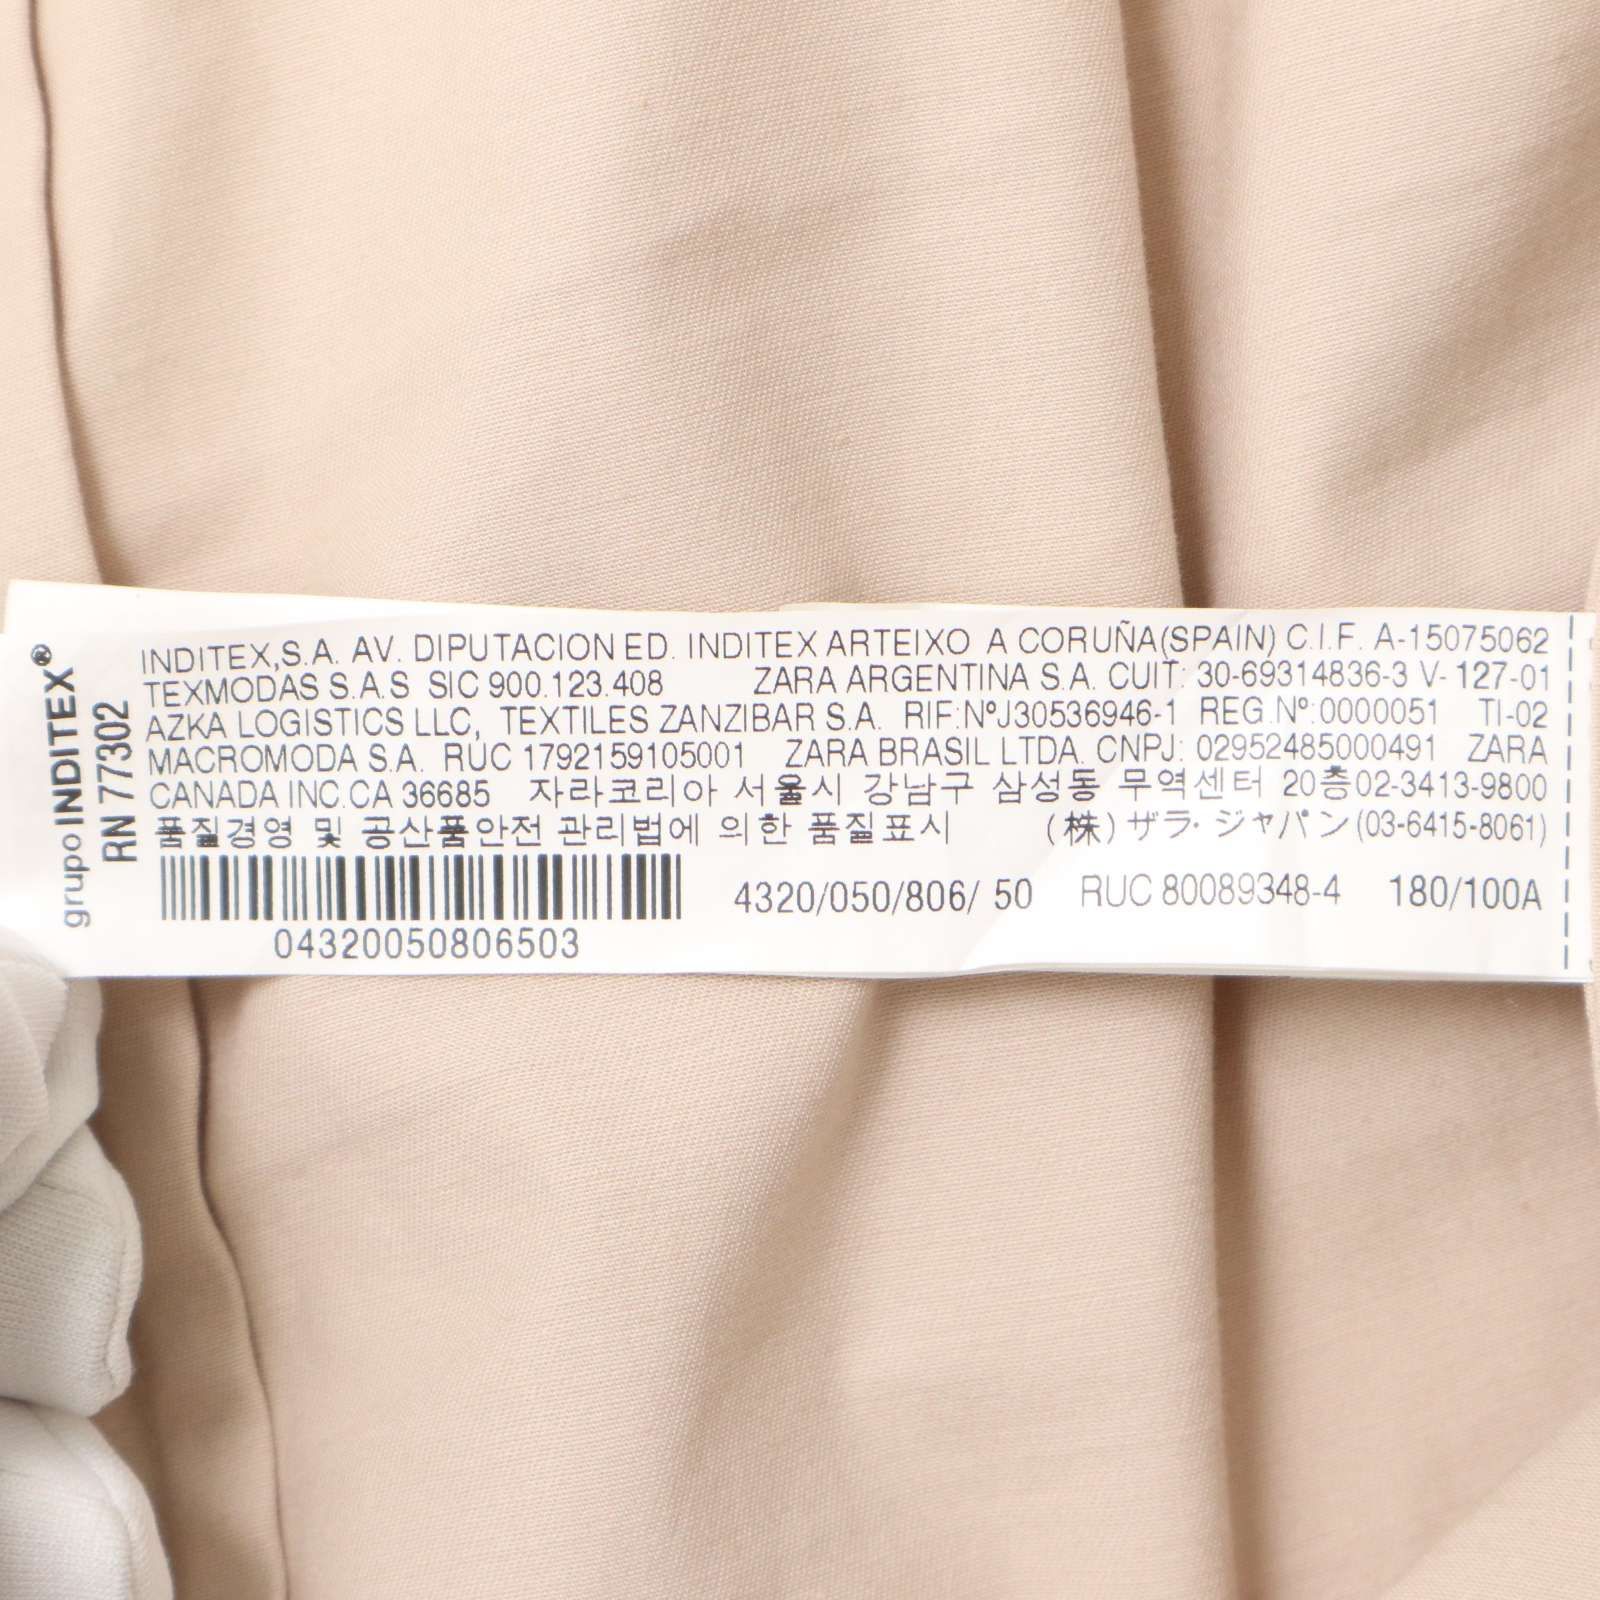 grupo INDITEX®
RN 77302
INDITEX,S.A. AV. DIPUTACION ED. INDITEX ARTEIXO A CORUÑA(SPAIN) C.I.F. A-15075062
TEXMODAS S.A.S SIC 900.123.408 ZARA ARGENTINA S.A. CUIT: 30-69314836-3 V-127-01
AZKA LOGISTICS LLC, TEXTILES ZANZIBAR S.A. RIF:NºJ30536946-1 REG.Nº:0000051 TI-02
MACROMODA S.A. RUC 1792159105001 ZARA BRASIL LTDA. CNPJ: 02952485000491 ZARA
CANADA INC.CA 36685 자라코리아 서울시 강남구 삼성동 무역센터 20층02-3413-9800
품질경영 및 공산품안전 관리법에 의한 품질표시 (株)ザラ・ジャパン(03-6415-8061)
4320/050/806/ 50 RUC 80089348-4 180/100A
04320050806503